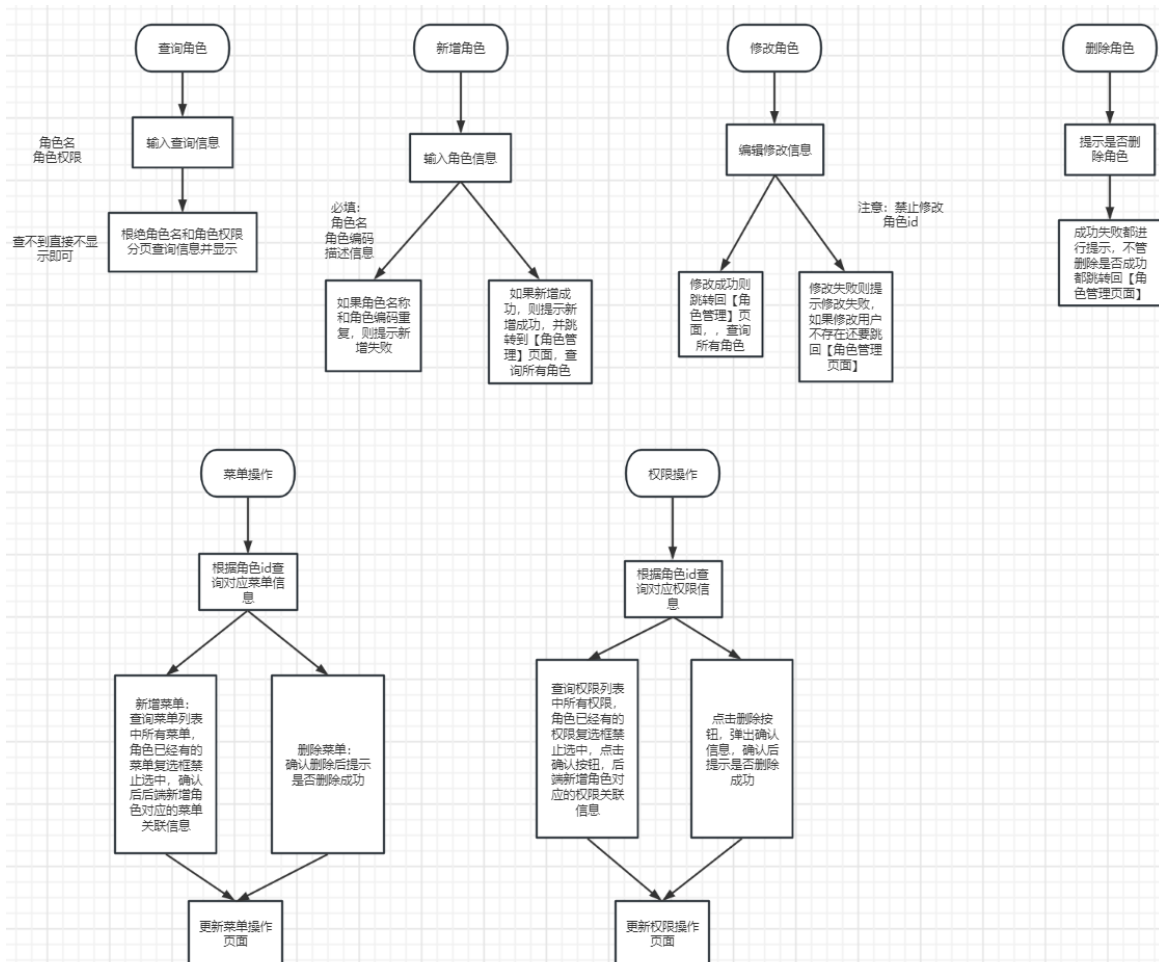 查询角色
输入查询信息
角色名
角色权限
根绝角色名和角色权限
分页查询信息并显示
查不到直接不显
示即可
新增角色
输入角色信息
必填：
角色名
角色编码
描述信息
如果角色名称
和角色编码重
复，则提示新
增失败
如果新增成
功，则提示新
增成功，并跳
转到【角色管
理】页面，查
询所有角色
修改角色
编辑修改信息
注意：禁止修改
角色id
修改成功则
跳转回【角
色管理】页
面，，查询
所有角色
修改失败则提
示修改失败，
如果修改用户
不存在还要跳
回【角色管理
页面】
删除角色
提示是否删
除角色
成功失败都进
行提示，不管
删除是否成功
都跳转回【角
色管理页面】
菜单操作
根据角色id查
询对应菜单信
息
新增菜单：
查询菜单列表
中所有菜单，
角色已经有的
菜单复选框禁
止选中，确认
后后端新增角
色对应的菜单
关联信息
删除菜单：
确认删除后提示
是否删除成功
更新菜单操作
页面
权限操作
根据角色id查
询对应权限信
息
查询权限列表
中所有权限，
角色已经有的
权限复选框禁
止选中，点击
确认按钮，后
端新增角色对
应的权限关联
信息
点击删除按
钮，弹出确认
信息，确认后
提示是否删除
成功
更新权限操作
页面